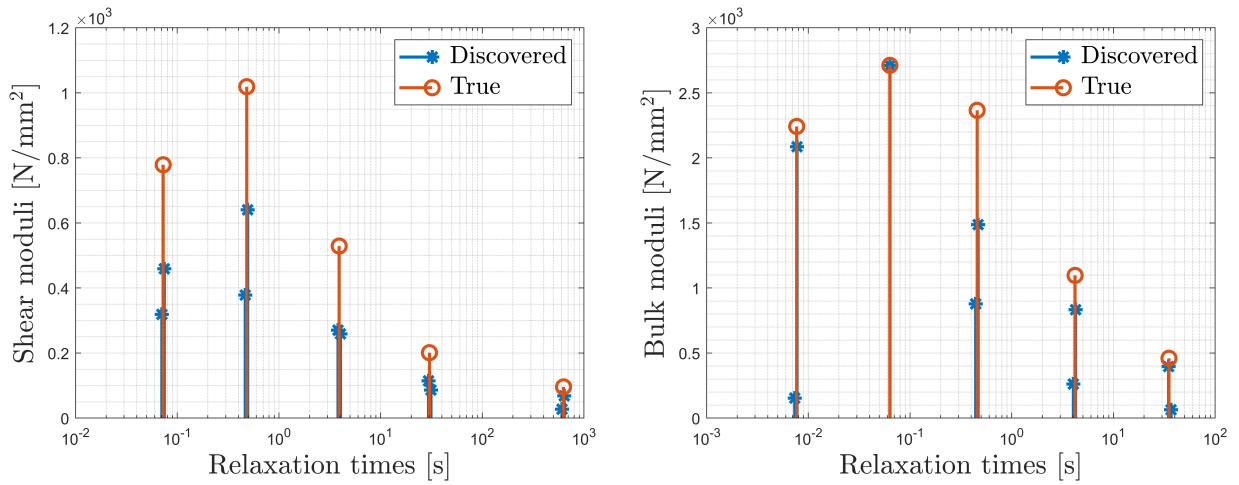 ×10³
1.2
1
0.8
0.6
0.4
0.2
0
Shear moduli [N/mm²]
Discovered
True
10⁻² 10⁻¹ 10⁰ 10¹ 10² 10³
Relaxation times [s]
×10³
3
2.5
2
1.5
1
0.5
0
Bulk moduli [N/mm²]
Discovered
True
10⁻³ 10⁻² 10⁻¹ 10⁰ 10¹ 10²
Relaxation times [s]